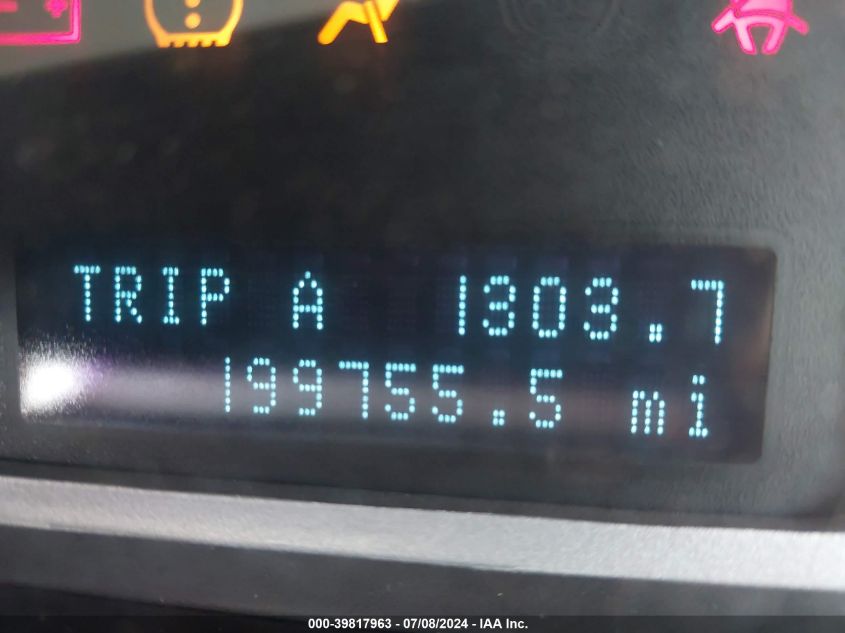 TRIP A 1303.7
199755.5 mi
000-39817963 - 07/08/2024 - IAA Inc.